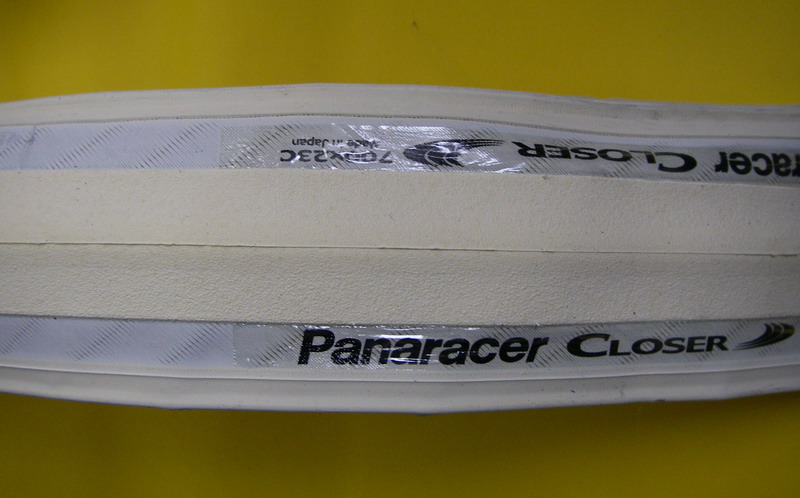 700x23C
Made in Japan
racer CLOSER
Panaracer CLOSER